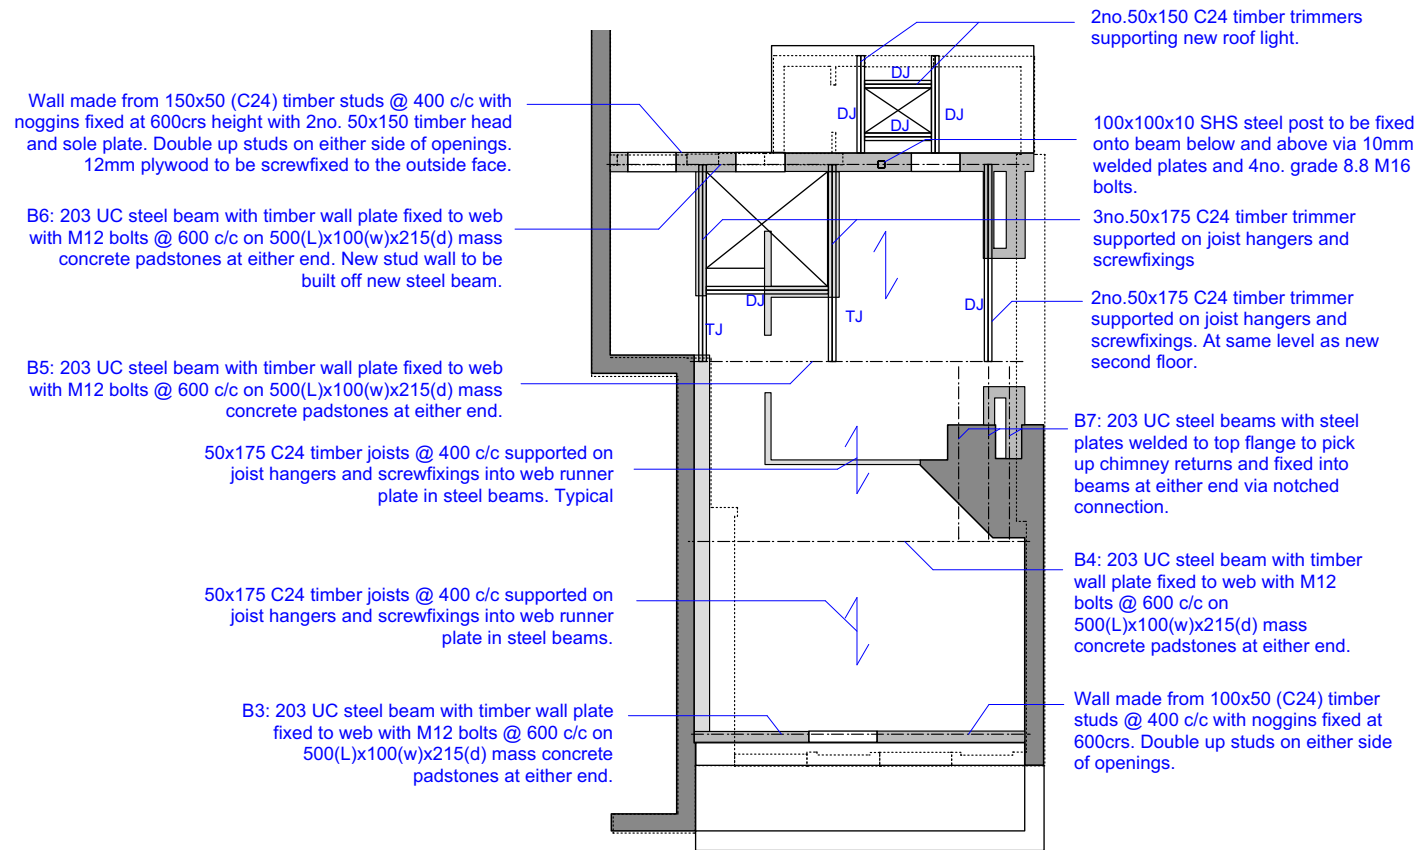 2no.50x150 C24 timber trimmers
supporting new roof light.
Wall made from 150x50 (C24) timber studs @ 400 c/c with
noggins fixed at 600crs height with 2no. 50x150 timber head
and sole plate. Double up studs on either side of openings.
12mm plywood to be screwfixed to the outside face.
DJ
DJ
DJ
DJ
100x100x10 SHS steel post to be fixed
onto beam below and above via 10mm
welded plates and 4no. grade 8.8 M16
bolts.
B6: 203 UC steel beam with timber wall plate fixed to web
with M12 bolts @ 600 c/c on 500(L)x100(w)x215(d) mass
concrete padstones at either end. New stud wall to be
built off new steel beam.
3no.50x175 C24 timber trimmer
supported on joist hangers and
screwfixings
DJ
DJ
TJ
TJ
2no.50x175 C24 timber trimmer
supported on joist hangers and
screwfixings. At same level as new
second floor.
B5: 203 UC steel beam with timber wall plate fixed to web
with M12 bolts @ 600 c/c on 500(L)x100(w)x215(d) mass
concrete padstones at either end.
B7: 203 UC steel beams with steel
plates welded to top flange to pick
up chimney returns and fixed into
beams at either end via notched
connection.
50x175 C24 timber joists @ 400 c/c supported on
joist hangers and screwfixings into web runner
plate in steel beams. Typical
B4: 203 UC steel beam with timber
wall plate fixed to web with M12
bolts @ 600 c/c on
500(L)x100(w)x215(d) mass
concrete padstones at either end.
50x175 C24 timber joists @ 400 c/c supported on
joist hangers and screwfixings into web runner
plate in steel beams.
B3: 203 UC steel beam with timber wall plate
fixed to web with M12 bolts @ 600 c/c on
500(L)x100(w)x215(d) mass concrete
padstones at either end.
Wall made from 100x50 (C24) timber
studs @ 400 c/c with noggins fixed at
600crs. Double up studs on either side
of openings.